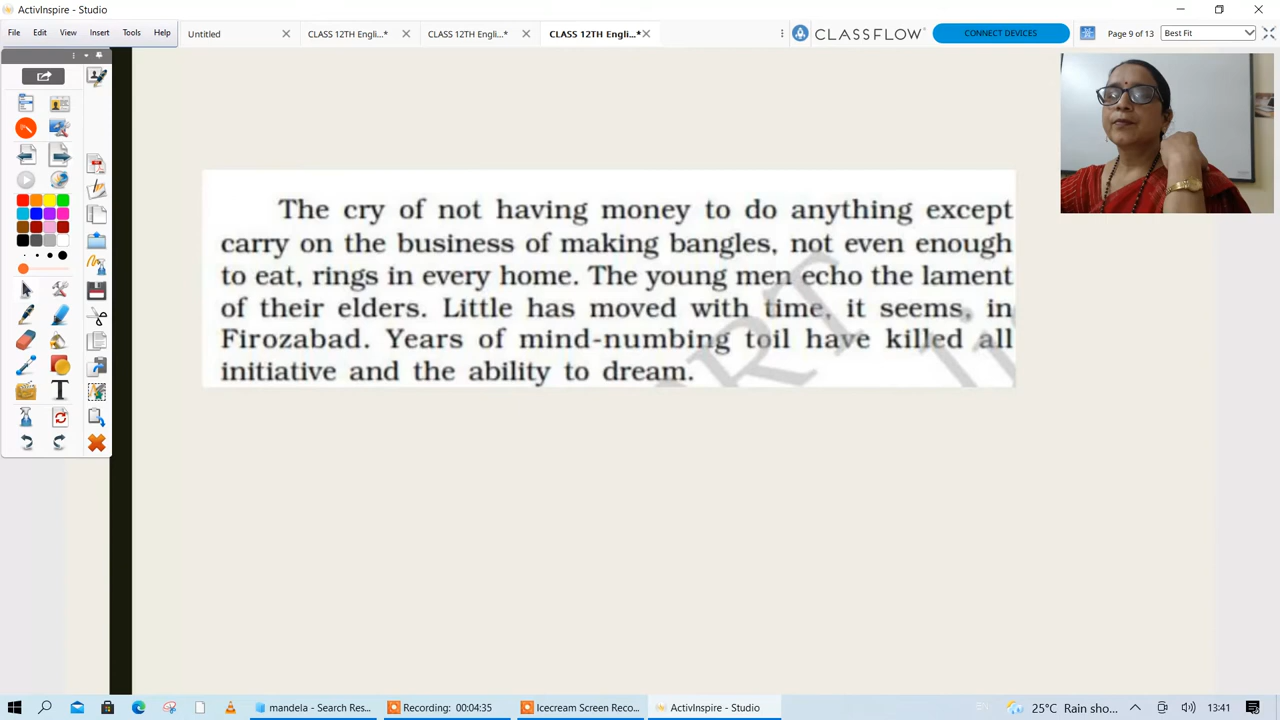 ActivInspire - Studio
File Edit View Insert Tools Help
Untitled
CLASS 12TH Engli...*
CLASS 12TH Engli...*
CLASS 12TH Engli...*
CLASSFLOW
CONNECT DEVICES
Page 9 of 13
Best Fit
The cry of not having money to do anything except
carry on the business of making bangles, not even enough
to eat, rings in every home. The young men echo the lament
of their elders. Little has moved with time, it seems, in
Firozabad. Years of mind-numbing toil have killed all
initiative and the ability to dream.
mandela - Search Res...
Recording: 00:04:35
Icecream Screen Reco...
ActivInspire - Studio
25°C Rain sho...
13:41